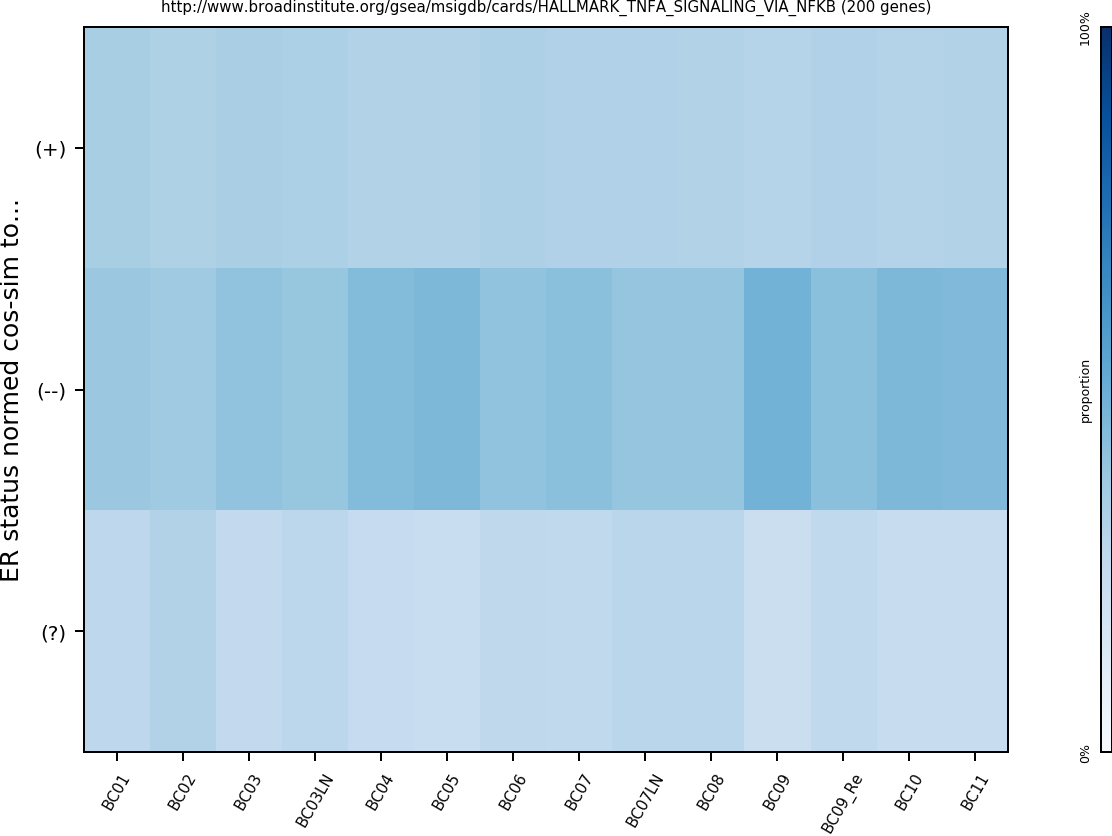 http://www.broadinstitute.org/gsea/msigdb/cards/HALLMARK_TNFA_SIGNALING_VIA_NFKB (200 genes)
100%
(+)
ER status normed cos-sim to...
(--)
proportion
(?)
0%
BC01
BC02
BC03
BC03LN
BC04
BC05
BC06
BC07
BC07LN
BC08
BC09
BC09_Re
BC10
BC11